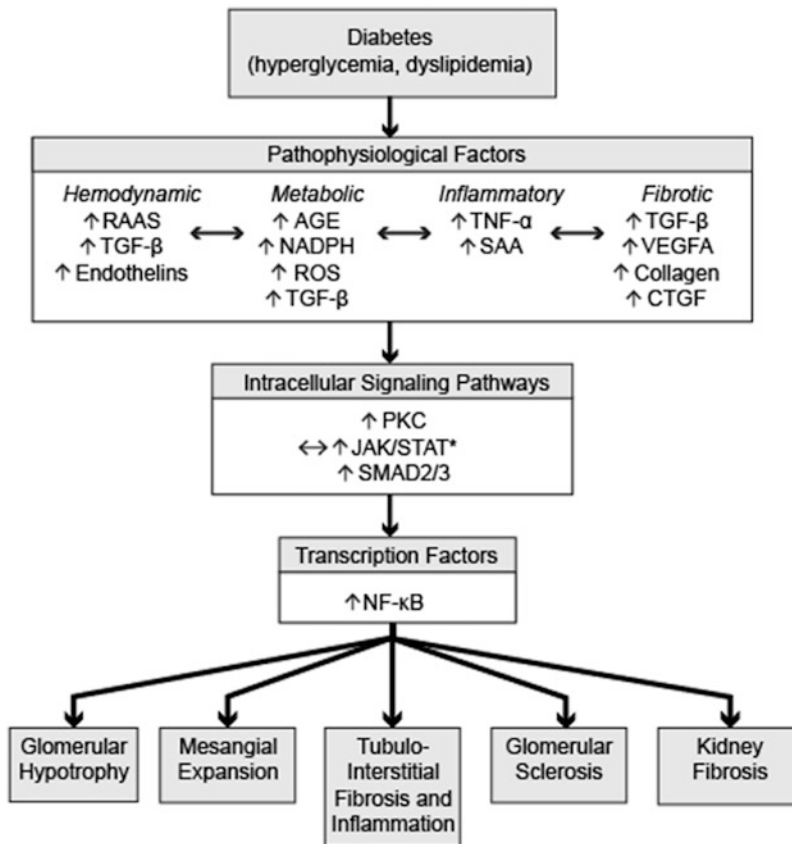 Diabetes
(hyperglycemia, dyslipidemia)
Pathophysiological Factors
Hemodynamic
↑RAAS
↑TGF-β
↑Endothelins
↔
Metabolic
↑AGE
↑NADPH
↑ROS
↑TGF-β
↔
Inflammatory
↑TNF-α
↑SAA
↔
Fibrotic
↑TGF-β
↑VEGFA
↑Collagen
↑CTGF
Intracellular Signaling Pathways
↑PKC
↔↑JAK/STAT*
↑SMAD2/3
Transcription Factors
↑NF-κB
Glomerular
Hypotrophy
Mesangial
Expansion
Tubulo-
Interstitial
Fibrosis and
Inflammation
Glomerular
Sclerosis
Kidney
Fibrosis